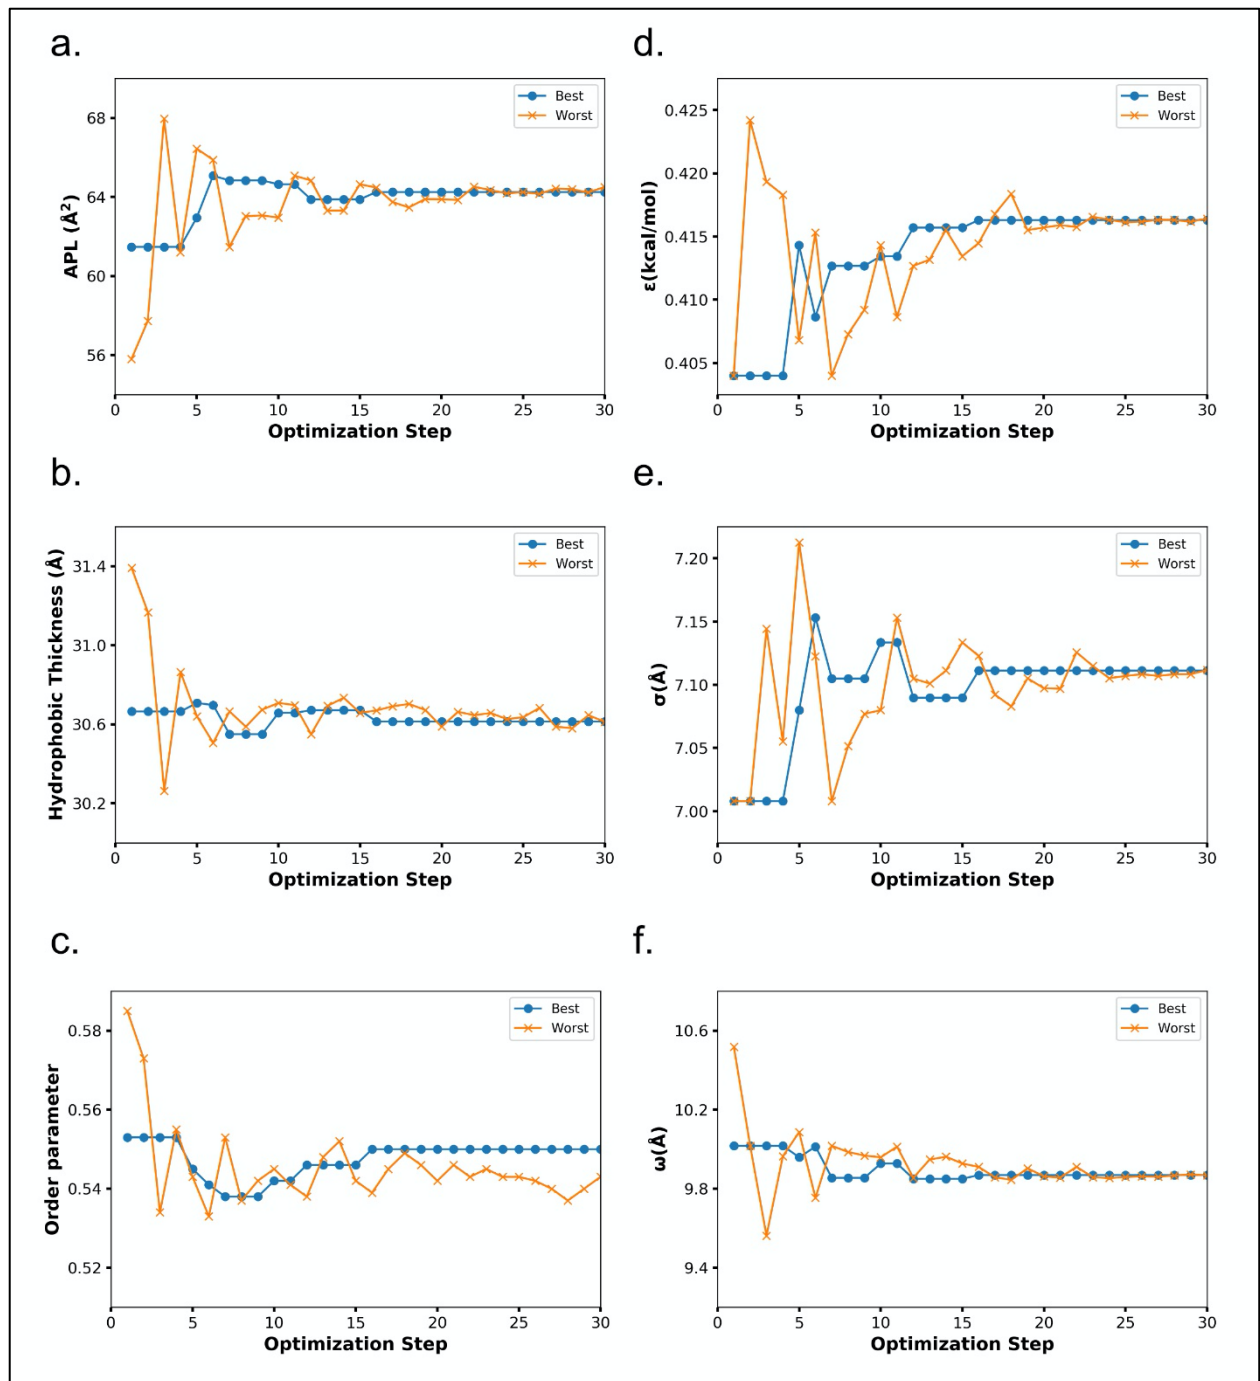 a.
APL (Å²)
68
64
60
56
0 5 10 15 20 25 30
Optimization Step
Best
Worst
b.
Hydrophobic Thickness (Å)
31.4
31.0
30.6
30.2
0 5 10 15 20 25 30
Optimization Step
Best
Worst
c.
Order parameter
0.58
0.56
0.54
0.52
0 5 10 15 20 25 30
Optimization Step
Best
Worst
d.
ε(kcal/mol)
0.425
0.420
0.415
0.410
0.405
0 5 10 15 20 25 30
Optimization Step
Best
Worst
e.
σ(Å)
7.20
7.15
7.10
7.05
7.00
0 5 10 15 20 25 30
Optimization Step
Best
Worst
f.
ω(Å)
10.6
10.2
9.8
9.4
0 5 10 15 20 25 30
Optimization Step
Best
Worst